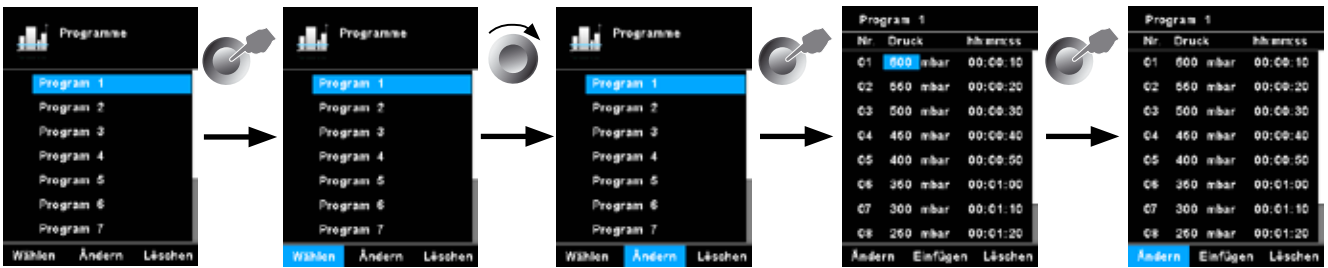 Programme
Program 1
Program 2
Program 3
Program 4
Program 5
Program 6
Program 7
Wählen Ändern Löschen
Programme
Program 1
Program 2
Program 3
Program 4
Program 5
Program 6
Program 7
Wählen Ändern Löschen
Programme
Program 1
Program 2
Program 3
Program 4
Program 5
Program 6
Program 7
Wählen Ändern Löschen
Program 1
Nr. Druck hh:mm:ss
01 600 mbar 00:00:10
02 550 mbar 00:00:20
03 500 mbar 00:00:30
04 450 mbar 00:00:40
05 400 mbar 00:00:50
06 350 mbar 00:01:00
07 300 mbar 00:01:10
08 250 mbar 00:01:20
Ändern Einfügen Löschen
Program 1
Nr. Druck hh:mm:ss
01 600 mbar 00:00:10
02 550 mbar 00:00:20
03 500 mbar 00:00:30
04 450 mbar 00:00:40
05 400 mbar 00:00:50
06 350 mbar 00:01:00
07 300 mbar 00:01:10
08 250 mbar 00:01:20
Ändern Einfügen Löschen